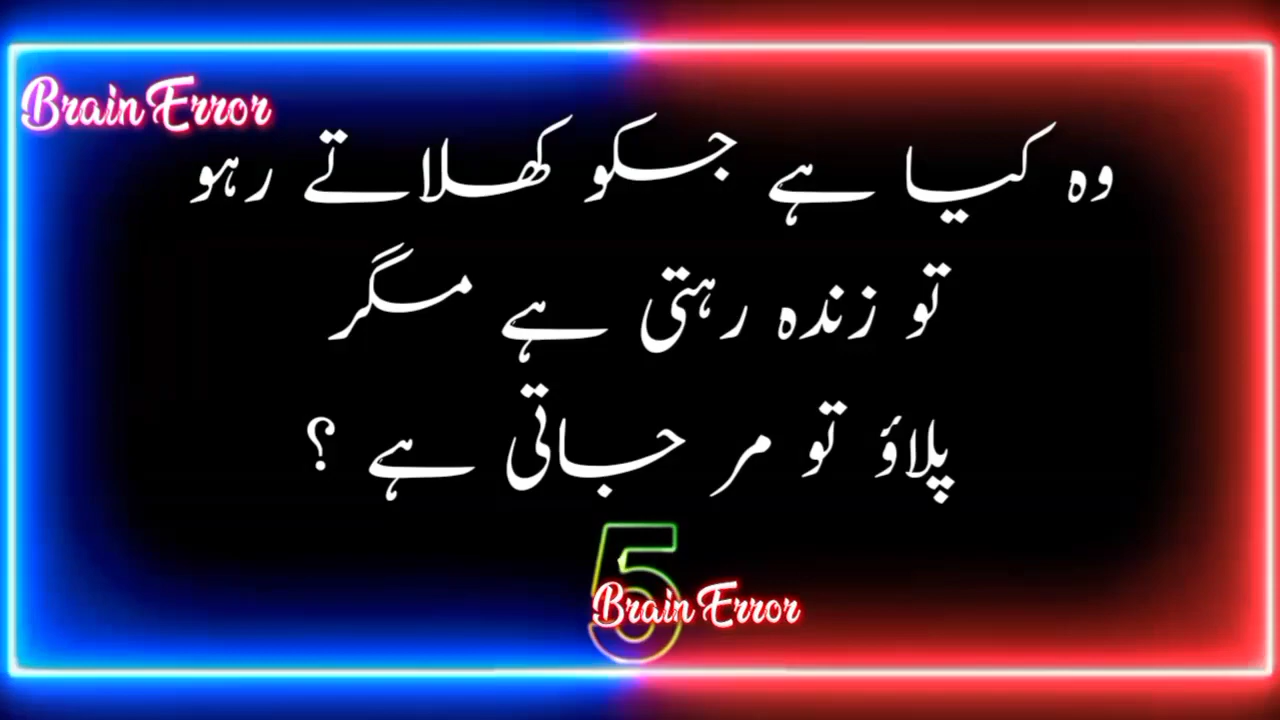 Brain Error
وہ کیا ہے جسکو کھلاتے رہو
تو زندہ رہتی ہے مگر
پلاؤ تو مر جاتی ہے ؟
5
Brain Error